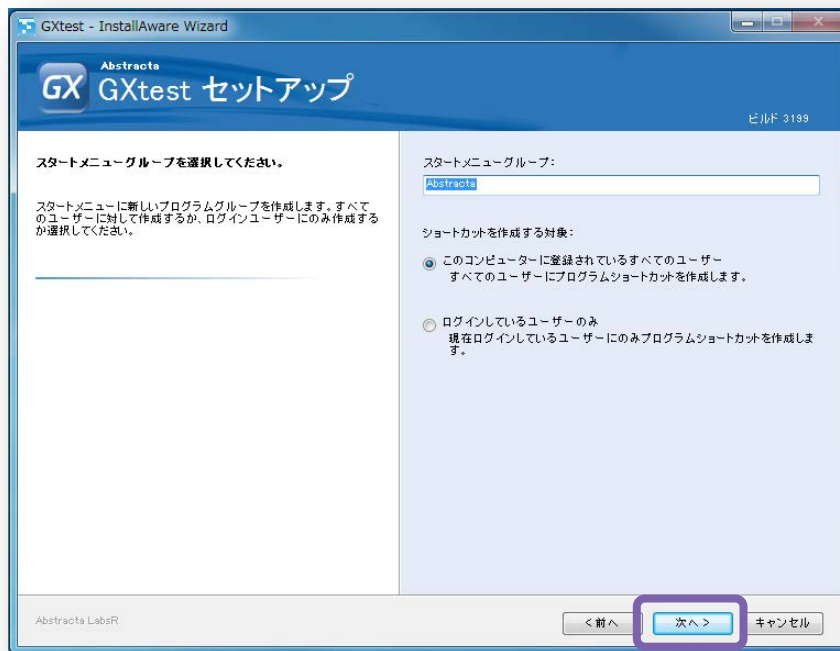 GXtest - InstallAware Wizard
Abstracta
GX GXtest セットアップ
ビルド 3199
スタートメニューグループを選択してください。
スタートメニューに新しいプログラムグループを作成します。すべて
のユーザーに対して作成するか、ログインユーザーにのみ作成する
か選択してください。
スタートメニューグループ:
Abstracta
ショートカットを作成する対象:
このコンピューターに登録されているすべてのユーザー
すべてのユーザーにプログラムショートカットを作成します。
ログインしているユーザーのみ
現在ログインしているユーザーにのみプログラムショートカットを作成しま
す。
Abstracta LabsR
<前へ 次へ> キャンセル